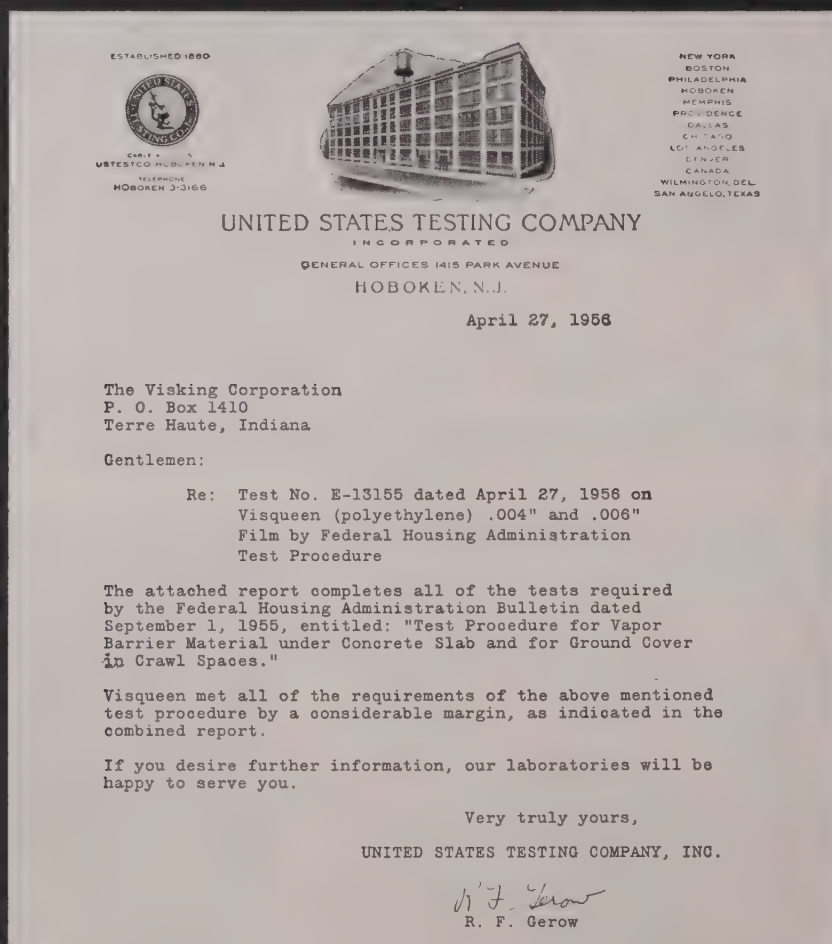 ESTABLISHED 1880
UNITED STATES TESTING CO. INC.
CABLE
USTESTCO HOBOKEN N J
TELEPHONE
HOBOKEN 3-3166
NEW YORK
BOSTON
PHILADELPHIA
HOBOKEN
MEMPHIS
PROVIDENCE
DALLAS
CHICAGO
LOS ANGELES
DENVER
CANADA
WILMINGTON, DEL.
SAN ANGELO, TEXAS
UNITED STATES TESTING COMPANY
INCORPORATED
GENERAL OFFICES 1415 PARK AVENUE
HOBOKEN, N.J.
April 27, 1956
The Visking Corporation
P. O. Box 1410
Terre Haute, Indiana
Gentlemen:
Re: Test No. E-13155 dated April 27, 1956 on
Visqueen (polyethylene) .004" and .006"
Film by Federal Housing Administration
Test Procedure
The attached report completes all of the tests required
by the Federal Housing Administration Bulletin dated
September 1, 1955, entitled: "Test Procedure for Vapor
Barrier Material under Concrete Slab and for Ground Cover
in Crawl Spaces."
Visqueen met all of the requirements of the above mentioned
test procedure by a considerable margin, as indicated in the
combined report.
If you desire further information, our laboratories will be
happy to serve you.
Very truly yours,
UNITED STATES TESTING COMPANY, INC.
R F. Gerow
R. F. Gerow